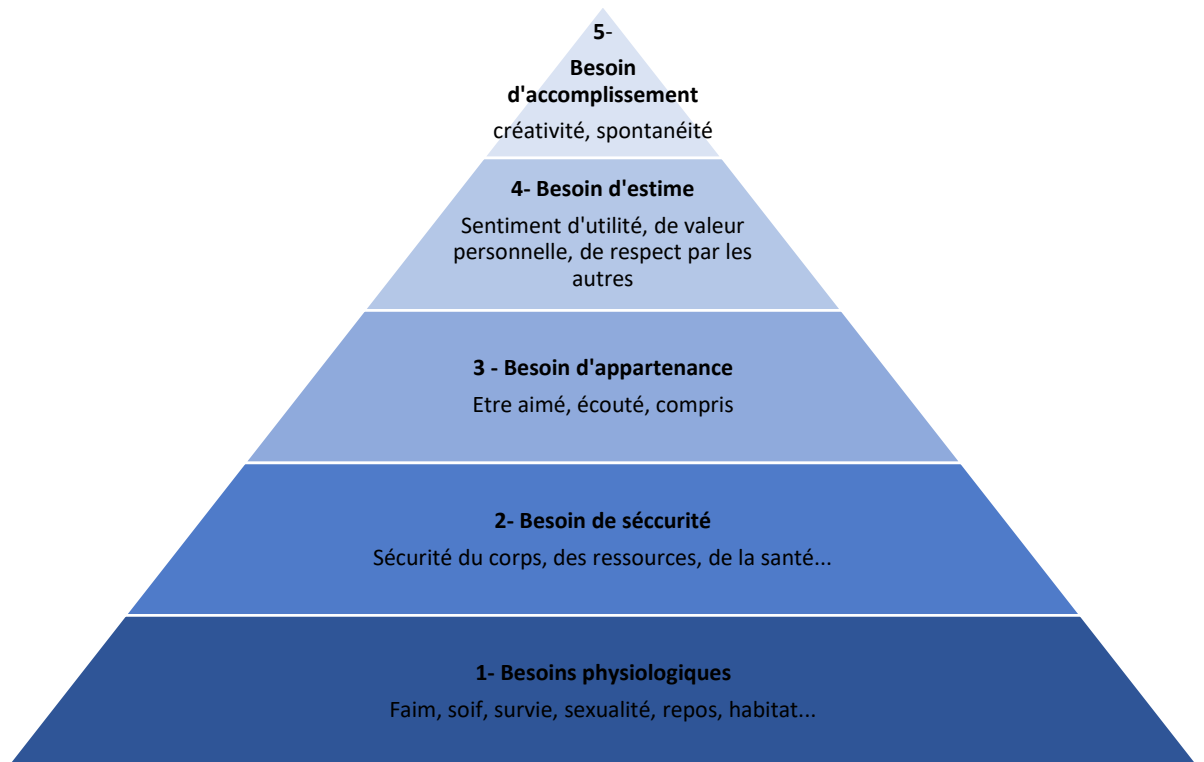 5-
Besoin
d'accomplissement
créativité, spontanéité
4- Besoin d'estime
Sentiment d'utilité, de valeur
personnelle, de respect par les
autres
3 - Besoin d'appartenance
Etre aimé, écouté, compris
2- Besoin de séccurité
Sécurité du corps, des ressources, de la santé...
1- Besoins physiologiques
Faim, soif, survie, sexualité, repos, habitat...